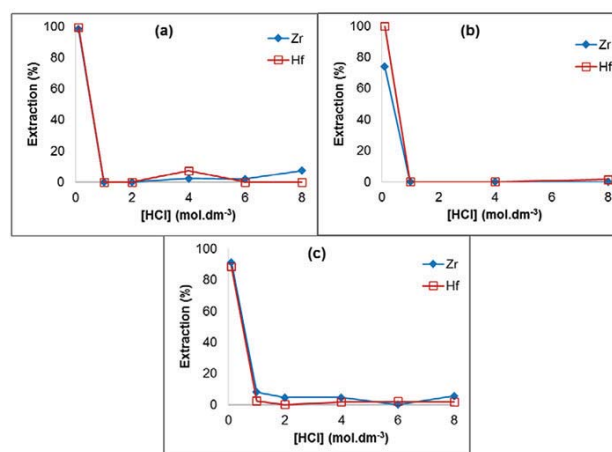 (a)
Zr
Hf
Extraction (%)
100
80
60
40
20
0
0 2 4 6 8
[HCl] (mol.dm-3)
(b)
Zr
Hf
Extraction (%)
100
80
60
40
20
0
0 2 4 6 8
[HCl] (mol.dm-3)
(c)
Zr
Hf
Extraction (%)
100
80
60
40
20
0
0 2 4 6 8
[HCl] (mol.dm-3)